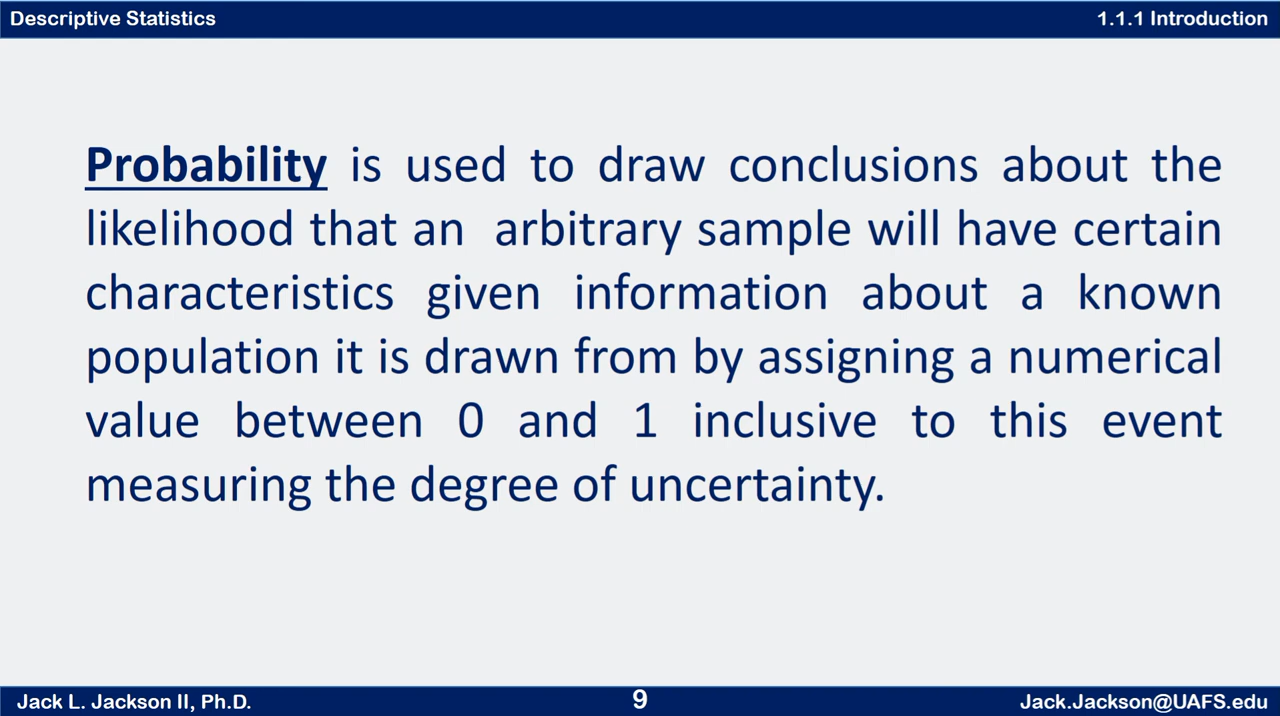 Descriptive Statistics
1.1.1 Introduction
Probability is used to draw conclusions about the
likelihood that an arbitrary sample will have certain
characteristics given information about a known
population it is drawn from by assigning a numerical
value between 0 and 1 inclusive to this event
measuring the degree of uncertainty.
Jack L. Jackson II, Ph.D.
9
Jack.Jackson@UAFS.edu